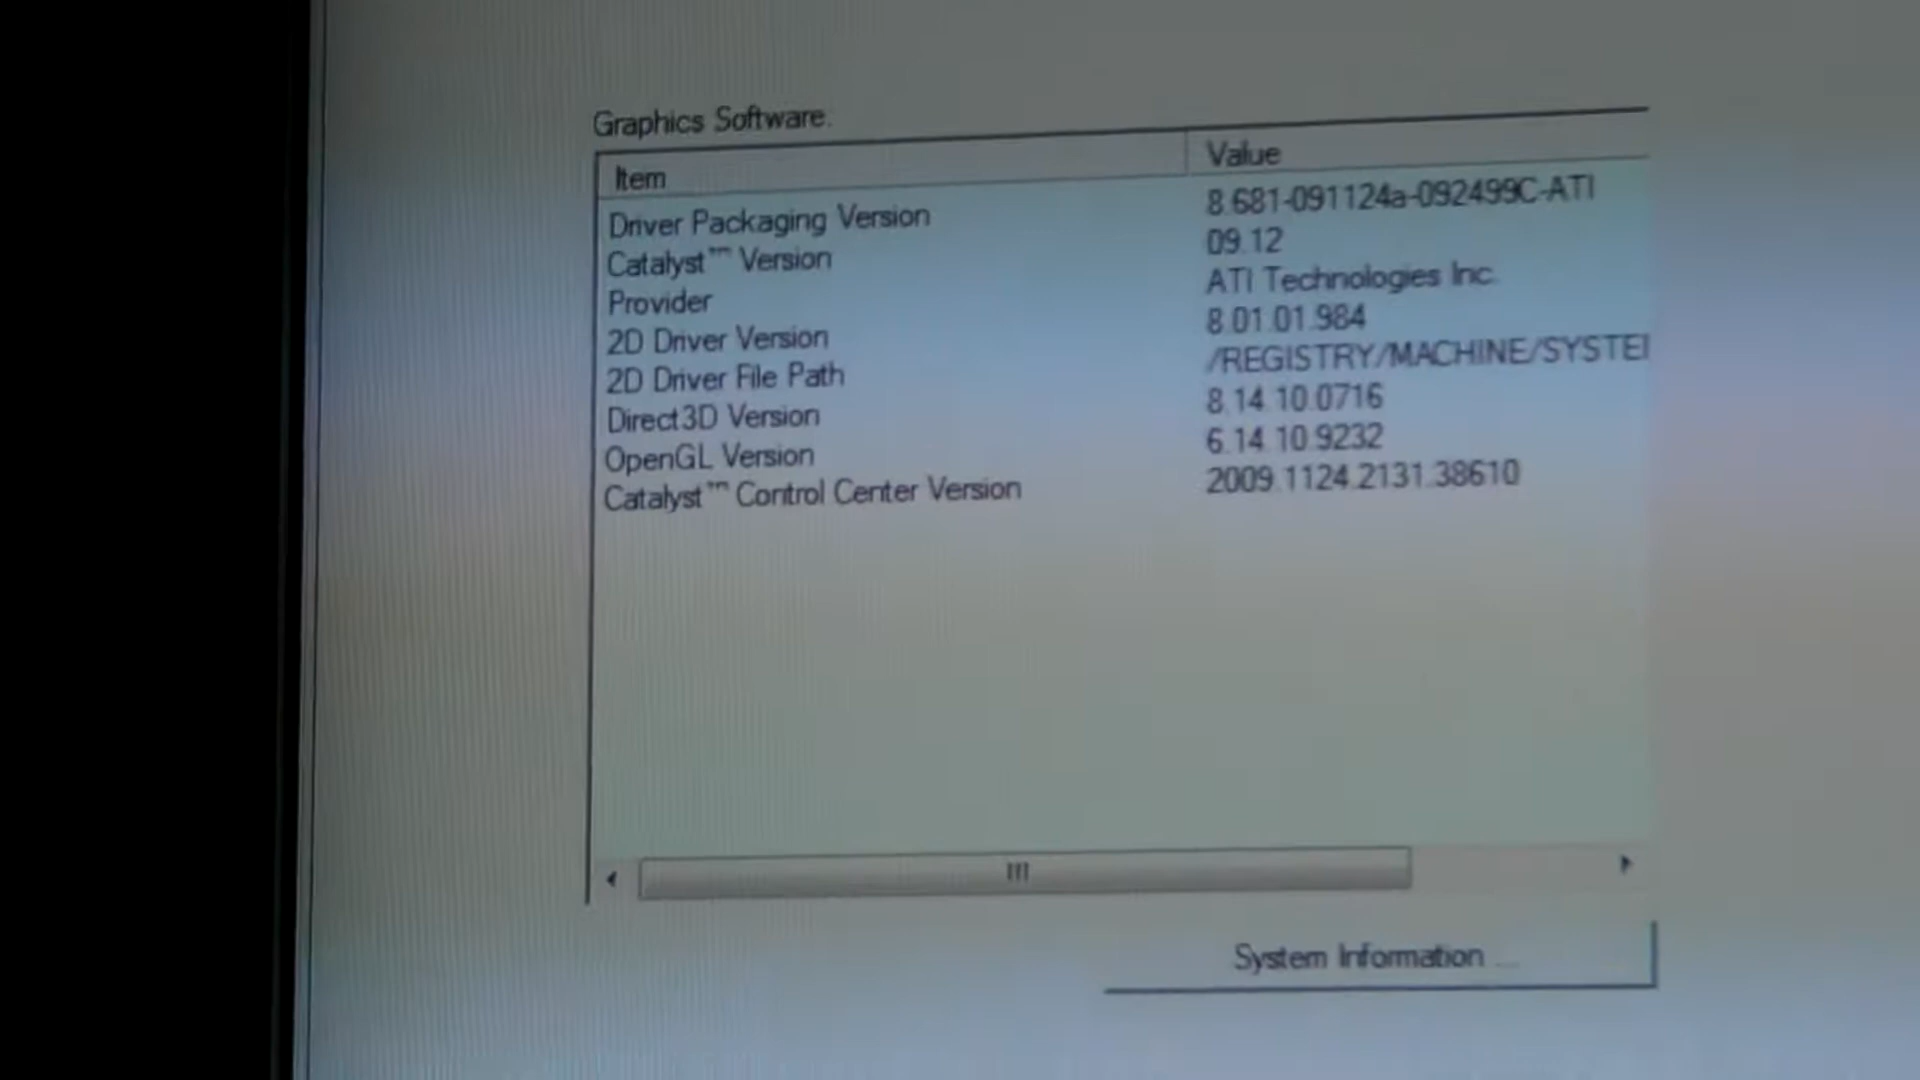 Graphics Software:
Item Value
Driver Packaging Version 8.681-091124a-092499C-ATI
Catalyst™ Version 09.12
Provider ATI Technologies Inc.
2D Driver Version 8.01.01.984
2D Driver File Path /REGISTRY/MACHINE/SYSTEI
Direct3D Version 8.14.10.0716
OpenGL Version 6.14.10.9232
Catalyst™ Control Center Version 2009.1124.2131.38610
System Information ...